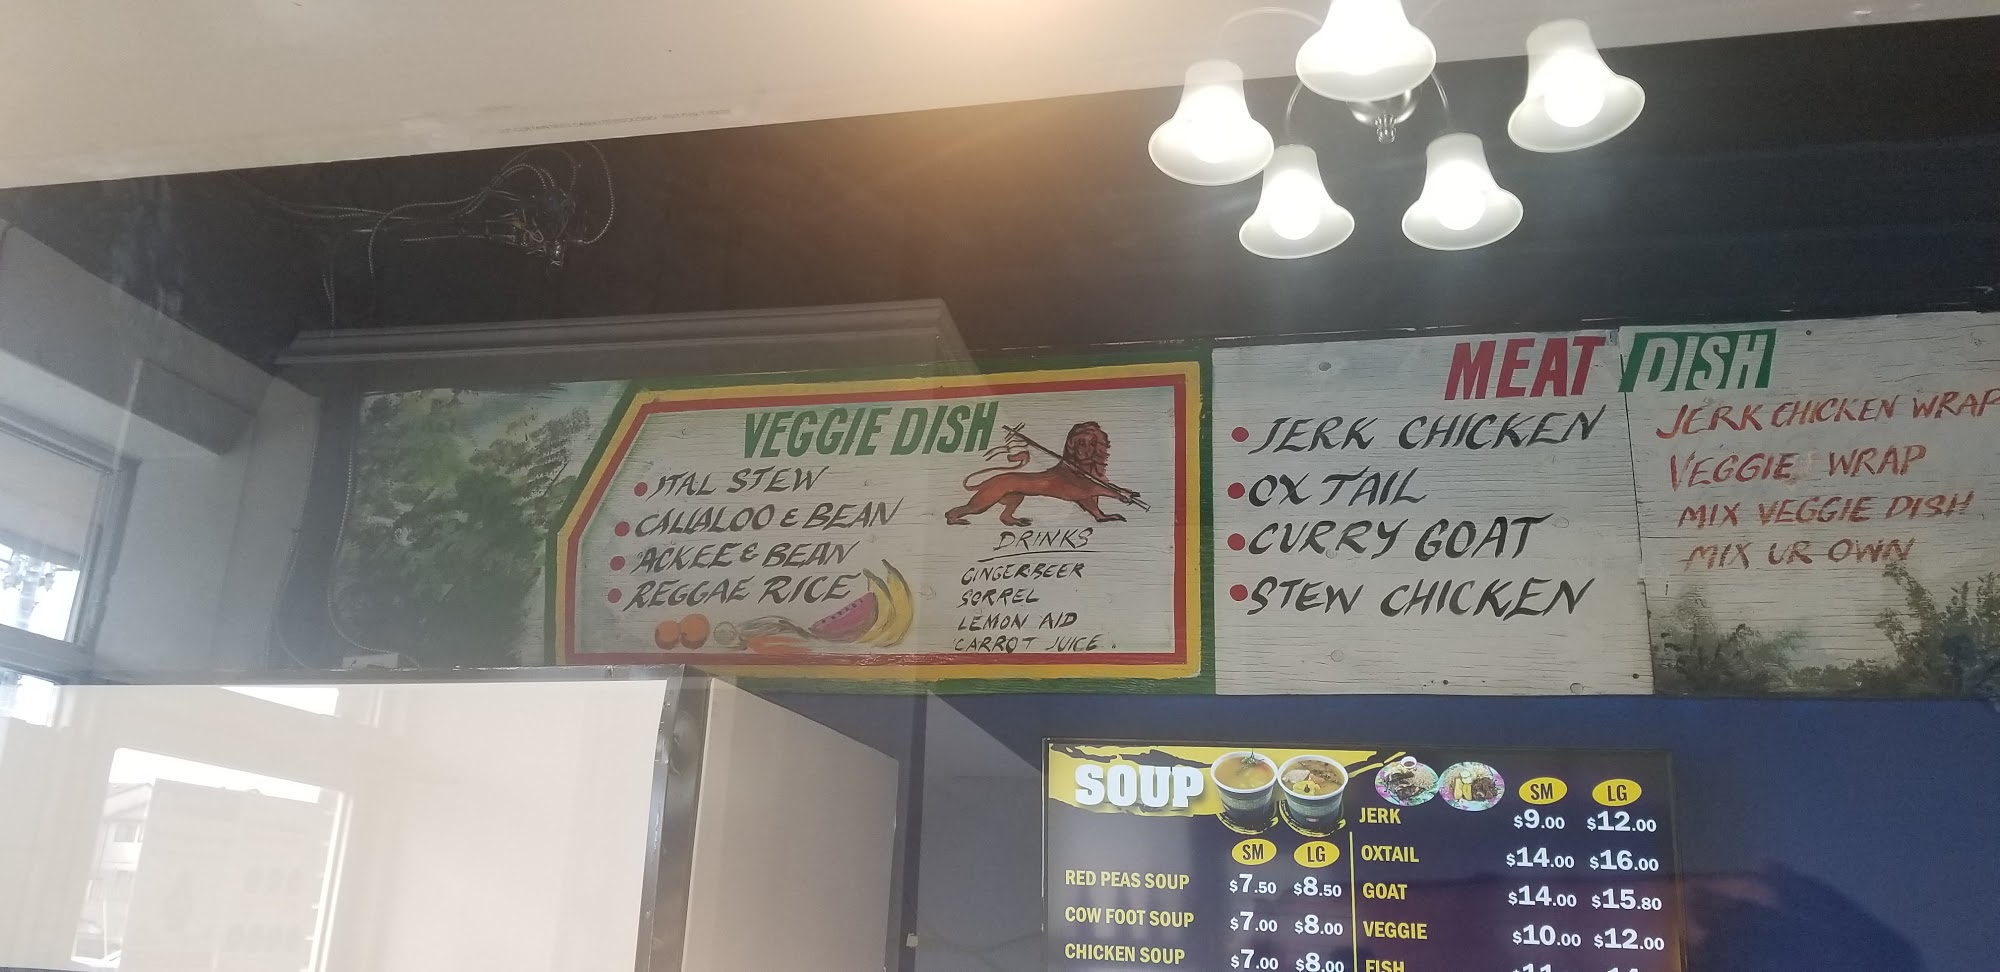 VEGGIE DISH
ITAL STEW
CALLALOO & BEAN
ACKEE & BEAN
REGGAE RICE
DRINKS
GINGERBEER
SORREL
LEMON AID
CARROT JUICE.
MEAT DISH
JERK CHICKEN
OX TAIL
CURRY GOAT
STEW CHICKEN
JERK CHICKEN WRAP
VEGGIE WRAP
MIX VEGGIE DISH
MIX UR OWN
SOUP
SM LG
RED PEAS SOUP $7.50 $8.50
COW FOOT SOUP $7.00 $8.00
CHICKEN SOUP $7.00 $8.00
SM LG
JERK $9.00 $12.00
OXTAIL $14.00 $16.00
GOAT $14.00 $15.80
VEGGIE $10.00 $12.00
FISH